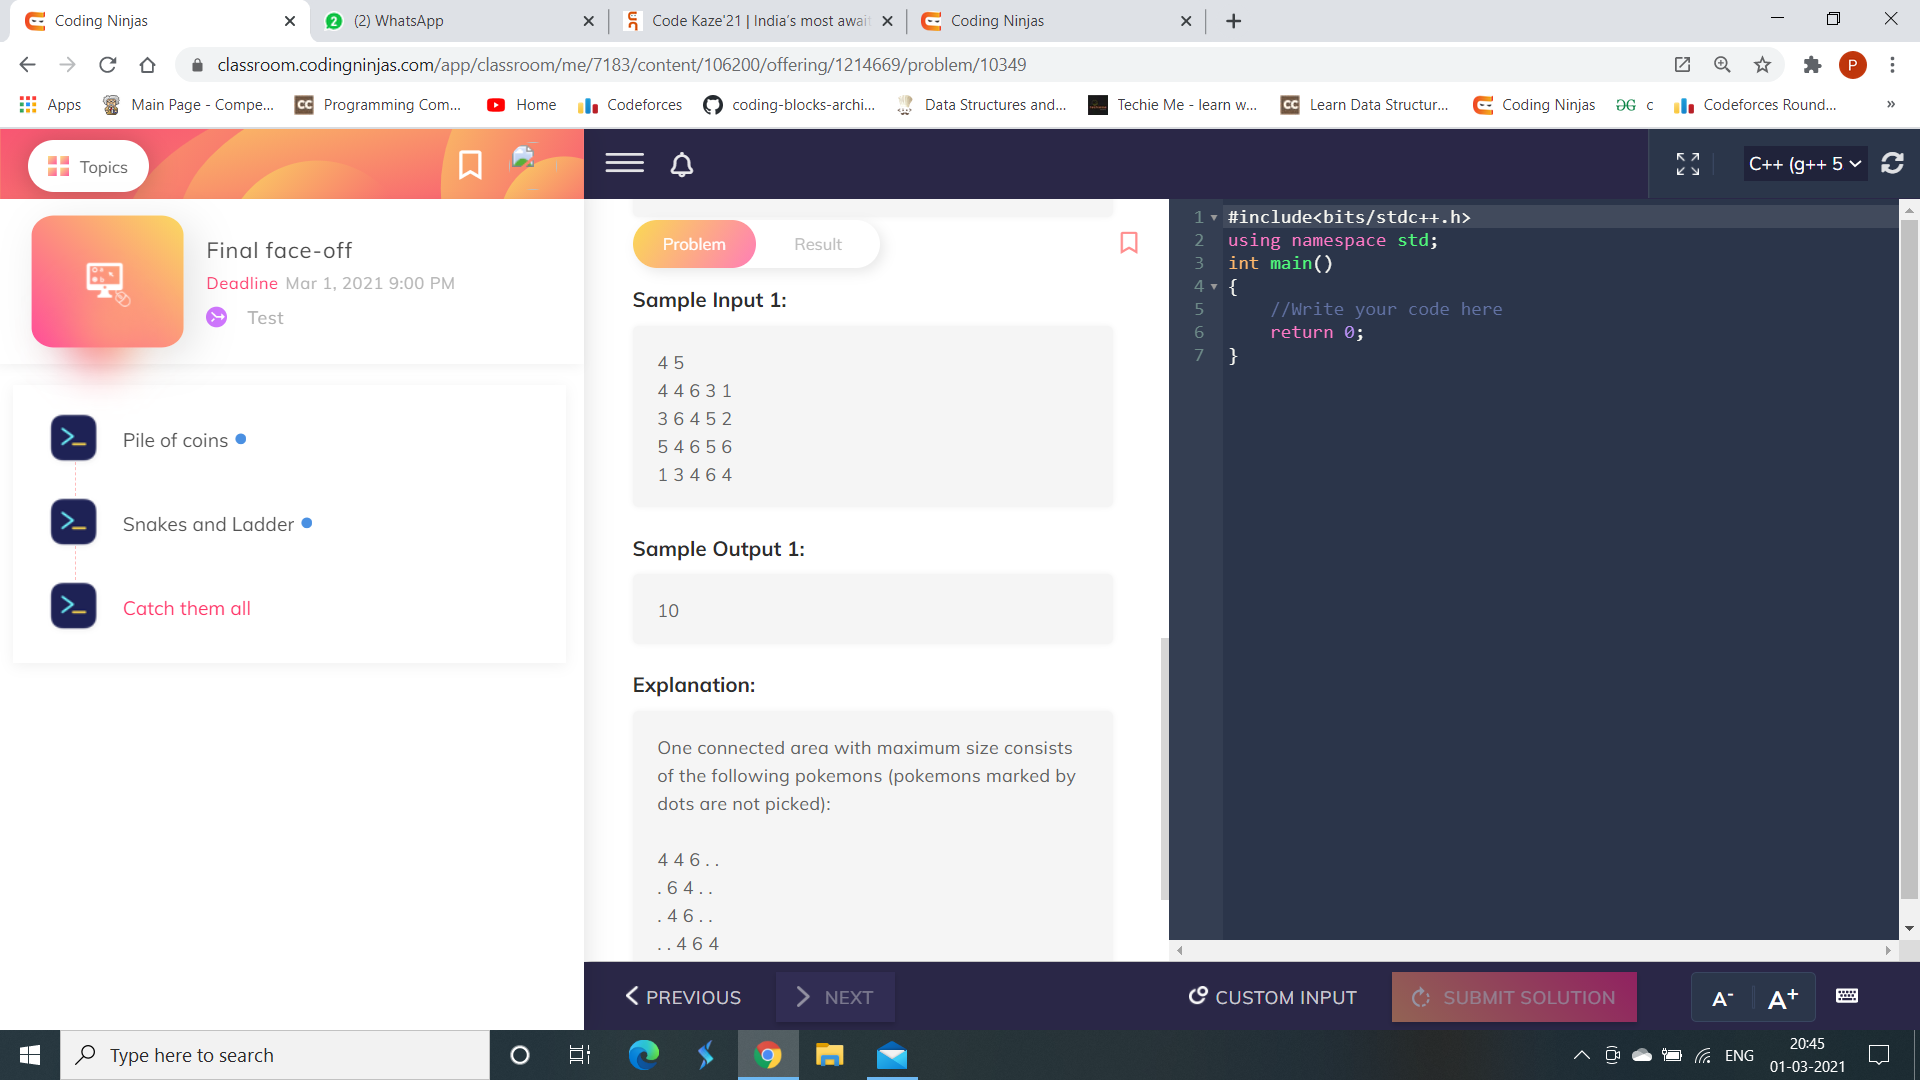 Coding Ninjas
(2) WhatsApp
Code Kaze'21 | India's most await
Coding Ninjas
classroom.codingninjas.com/app/classroom/me/7183/content/106200/offering/1214669/problem/10349
P
Apps
Main Page - Compe...
Programming Com...
Home
Codeforces
coding-blocks-archi...
Data Structures and...
Techie Me - learn w...
Learn Data Structur...
Coding Ninjas
c
Codeforces Round...
»
Topics
C++ (g++ 5
Final face-off
Deadline Mar 1, 2021 9:00 PM
Test
Pile of coins
Snakes and Ladder
Catch them all
Problem
Result
Sample Input 1:
4 5
4 4 6 3 1
3 6 4 5 2
5 4 6 5 6
1 3 4 6 4
Sample Output 1:
10
Explanation:
One connected area with maximum size consists
of the following pokemons (pokemons marked by
dots are not picked):
4 4 6 . .
. 6 4 . .
. 4 6 . .
. . 4 6 4
1 #include<bits/stdc++.h>
2 using namespace std;
3 int main()
4 {
5 //Write your code here
6 return 0;
7 }
PREVIOUS
NEXT
CUSTOM INPUT
SUBMIT SOLUTION
A-
A+
Type here to search
ENG
20:45
01-03-2021